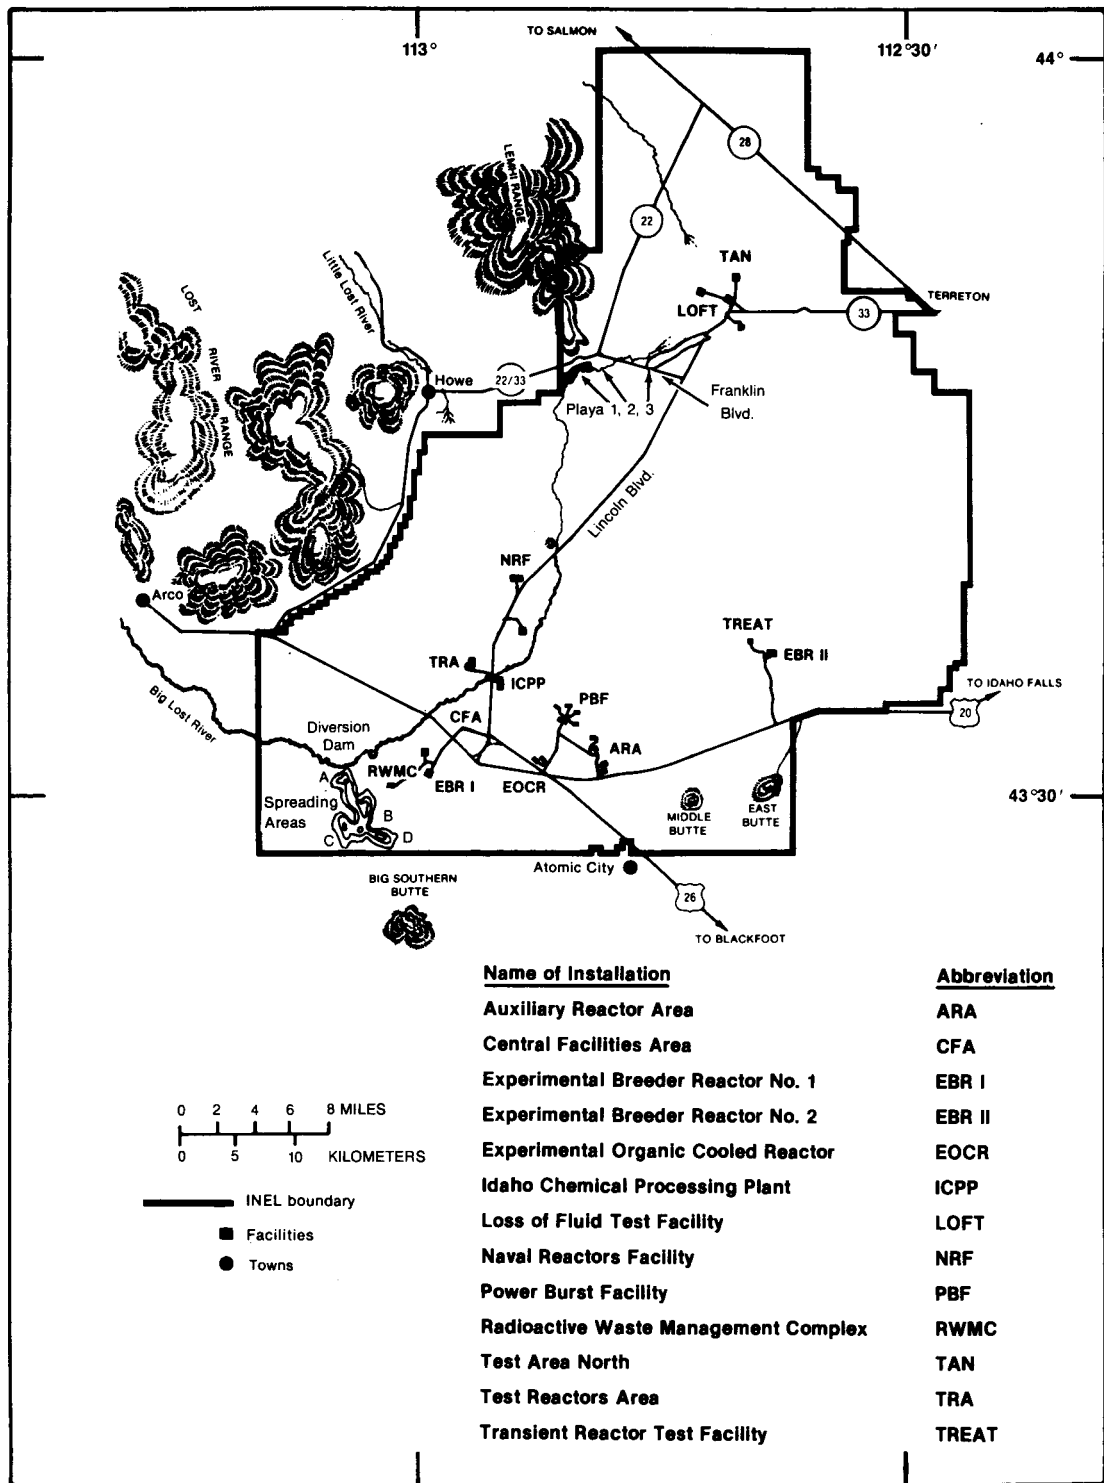 TO SALMON
113°
112°30′
44°
28
LEMHI RANGE
22
TAN
Little Lost River
LOST
RIVER
RANGE
LOFT
TERRETON
33
Howe
22/33
Playa 1, 2, 3
Franklin
Blvd.
Lincoln Blvd.
NRF
Arco
TREAT
EBR II
TRA
ICPP
TO IDAHO FALLS
20
Big Lost River
PBF
CFA
Diversion
Dam
ARA
RWMC
EBR I
EOCR
A
Spreading
Areas
B
C
D
MIDDLE
BUTTE
EAST
BUTTE
43°30′
Atomic City
BIG SOUTHERN
BUTTE
26
TO BLACKFOOT
Name of Installation Abbreviation
Auxiliary Reactor Area ARA
Central Facilities Area CFA
Experimental Breeder Reactor No. 1 EBR I
Experimental Breeder Reactor No. 2 EBR II
Experimental Organic Cooled Reactor EOCR
Idaho Chemical Processing Plant ICPP
Loss of Fluid Test Facility LOFT
Naval Reactors Facility NRF
Power Burst Facility PBF
Radioactive Waste Management Complex RWMC
Test Area North TAN
Test Reactors Area TRA
Transient Reactor Test Facility TREAT
0 2 4 6 8 MILES
0 5 10 KILOMETERS
INEL boundary
Facilities
Towns